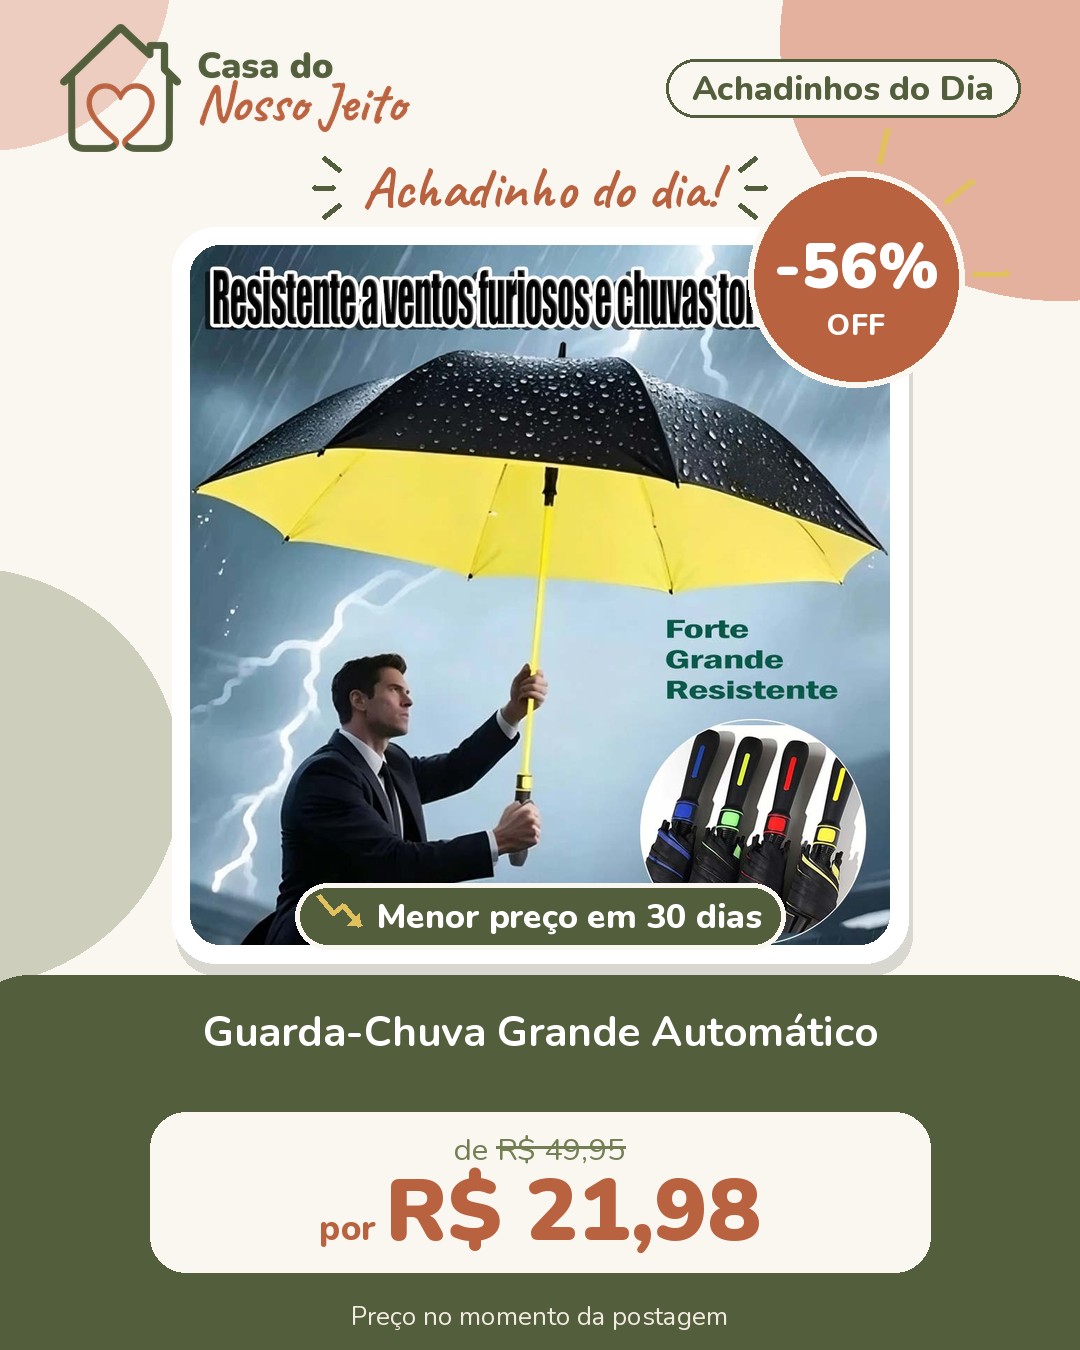 Casa do
Nosso Jeito
Achadinhos do Dia
Achadinho do dia!
-56%
OFF
Resistente a ventos furiosos e chuvas
Forte
Grande
Resistente
Menor preço em 30 dias
Guarda-Chuva Grande Automático
de R$ 49,95
por R$ 21,98
Preço no momento da postagem